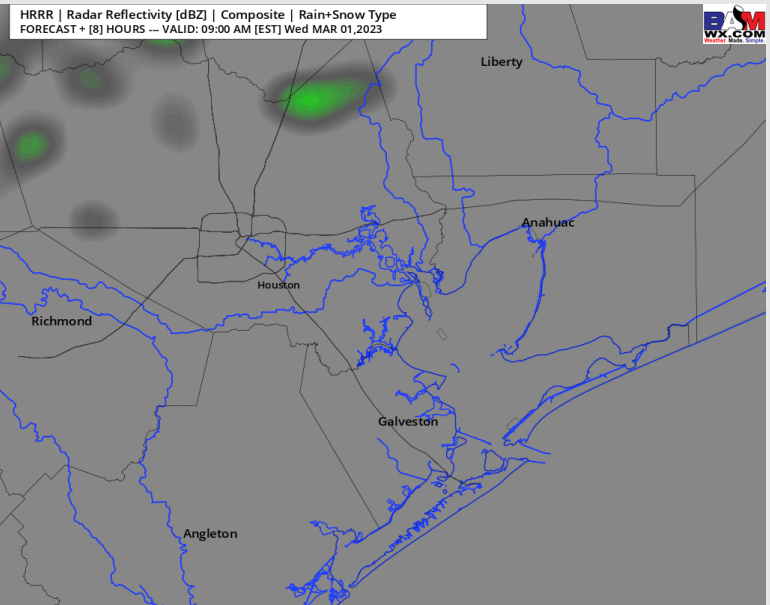 HRRR | Radar Reflectivity [dBZ] | Composite | Rain+Snow Type
FORECAST + [8] HOURS --- VALID: 09:00 AM [EST] Wed MAR 01,2023
BAM
WX.COM
Weather. Made. Simple.
Liberty
Anahuac
Houston
Richmond
Galveston
Angleton